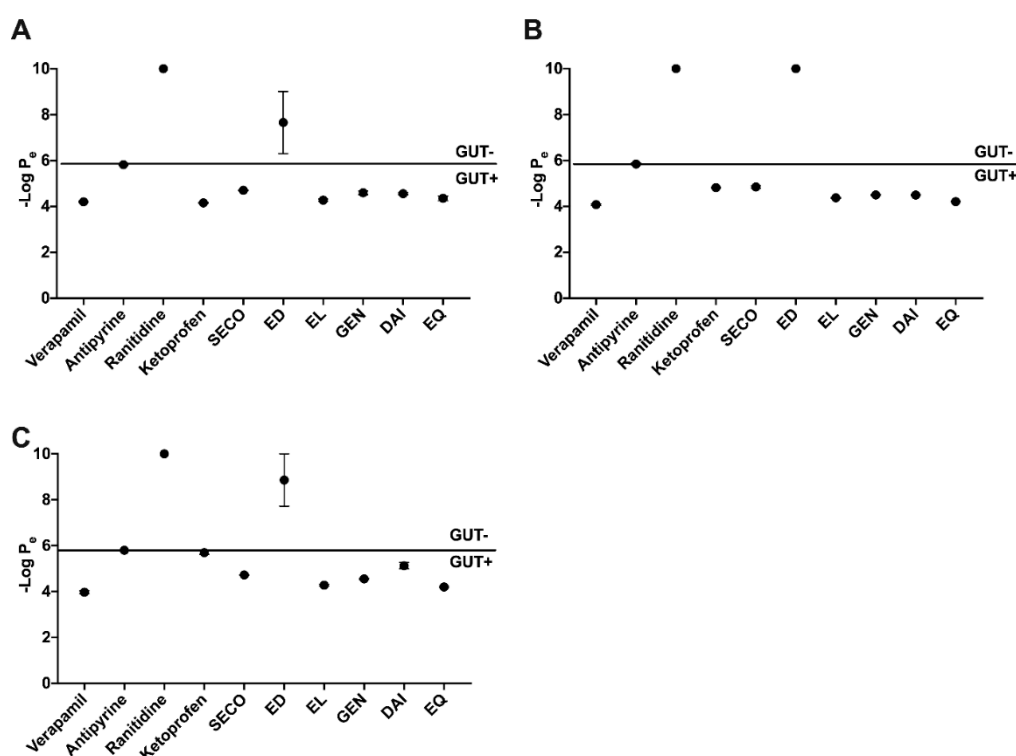 A
10
8
6
4
2
0
-Log Pe
GUT-
GUT+
Verapamil
Antipyrine
Ranitidine
Ketoprofen
SECO
ED
EL
GEN
DAI
EQ
B
10
8
6
4
2
0
-Log Pe
GUT-
GUT+
Verapamil
Antipyrine
Ranitidine
Ketoprofen
SECO
ED
EL
GEN
DAI
EQ
C
10
8
6
4
2
0
-Log Pe
GUT-
GUT+
Verapamil
Antipyrine
Ranitidine
Ketoprofen
SECO
ED
EL
GEN
DAI
EQ